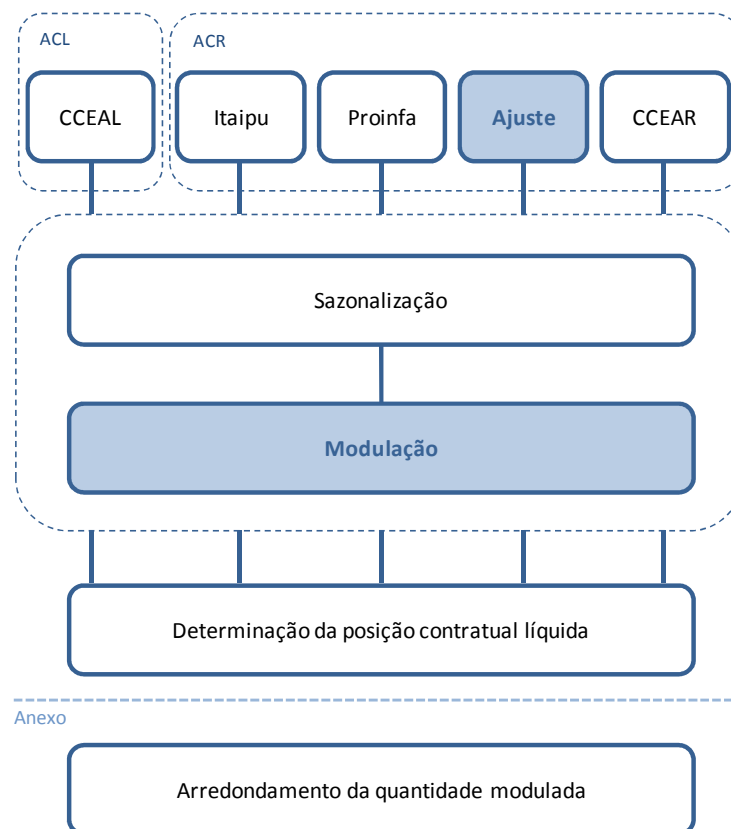 ACL
ACR
CCEAL
Itaipu
Proinfa
Ajuste
CCEAR
Sazonalização
Modulação
Determinação da posição contratual líquida
Anexo
Arredondamento da quantidade modulada